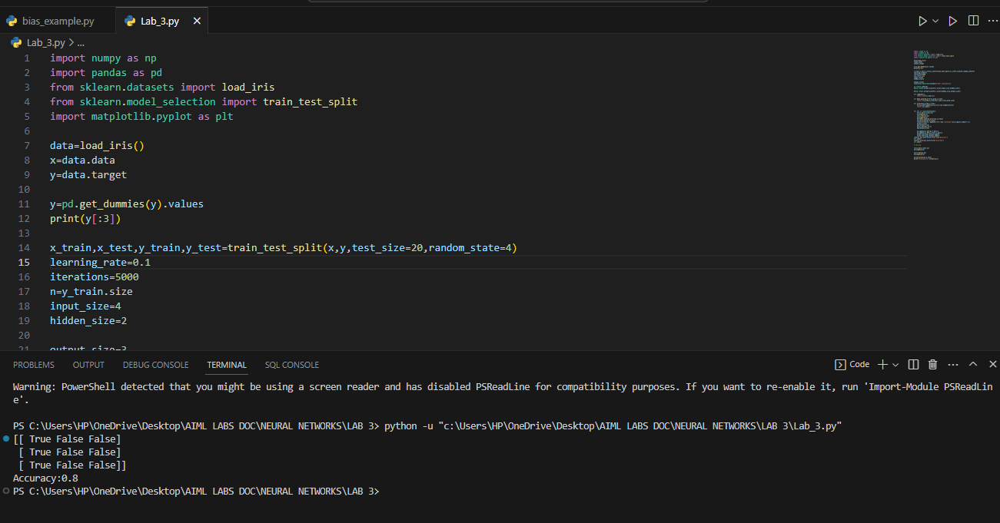 bias_example.py
Lab_3.py
Lab_3.py > ...
1 import numpy as np
2 import pandas as pd
3 from sklearn.datasets import load_iris
4 from sklearn.model_selection import train_test_split
5 import matplotlib.pyplot as plt
6
7 data=load_iris()
8 x=data.data
9 y=data.target
10
11 y=pd.get_dummies(y).values
12 print(y[:3])
13
14 x_train,x_test,y_train,y_test=train_test_split(x,y,test_size=20,random_state=4)
15 learning_rate=0.1
16 iterations=5000
17 n=y_train.size
18 input_size=4
19 hidden_size=2
20
21 output_size=3
PROBLEMS OUTPUT DEBUG CONSOLE TERMINAL SQL CONSOLE Code
Warning: PowerShell detected that you might be using a screen reader and has disabled PSReadLine for compatibility purposes. If you want to re-enable it, run 'Import-Module PSReadLin
e'.
PS C:\Users\HP\OneDrive\Desktop\AIML LABS DOC\NEURAL NETWORKS\LAB 3> python -u "c:\Users\HP\OneDrive\Desktop\AIML LABS DOC\NEURAL NETWORKS\LAB 3\Lab_3.py"
[[ True False False]
[ True False False]
[ True False False]]
Accuracy:0.8
PS C:\Users\HP\OneDrive\Desktop\AIML LABS DOC\NEURAL NETWORKS\LAB 3>